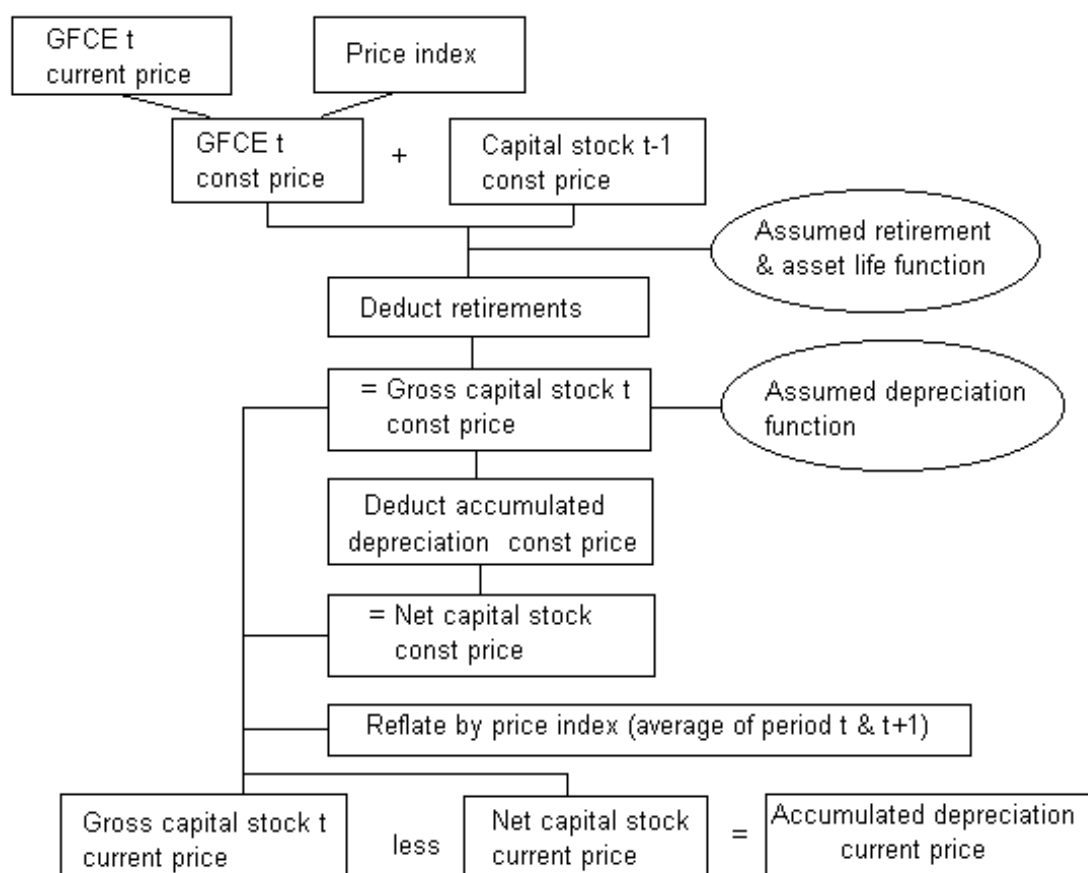 GFCE t
current price
Price index
GFCE t
const price
+
Capital stock t-1
const price
Assumed retirement
& asset life function
Deduct retirements
= Gross capital stock t
const price
Assumed depreciation
function
Deduct accumulated
depreciation const price
= Net capital stock
const price
Reflate by price index (average of period t & t+1)
Gross capital stock t
current price
less
Net capital stock
current price
=
Accumulated depreciation
current price